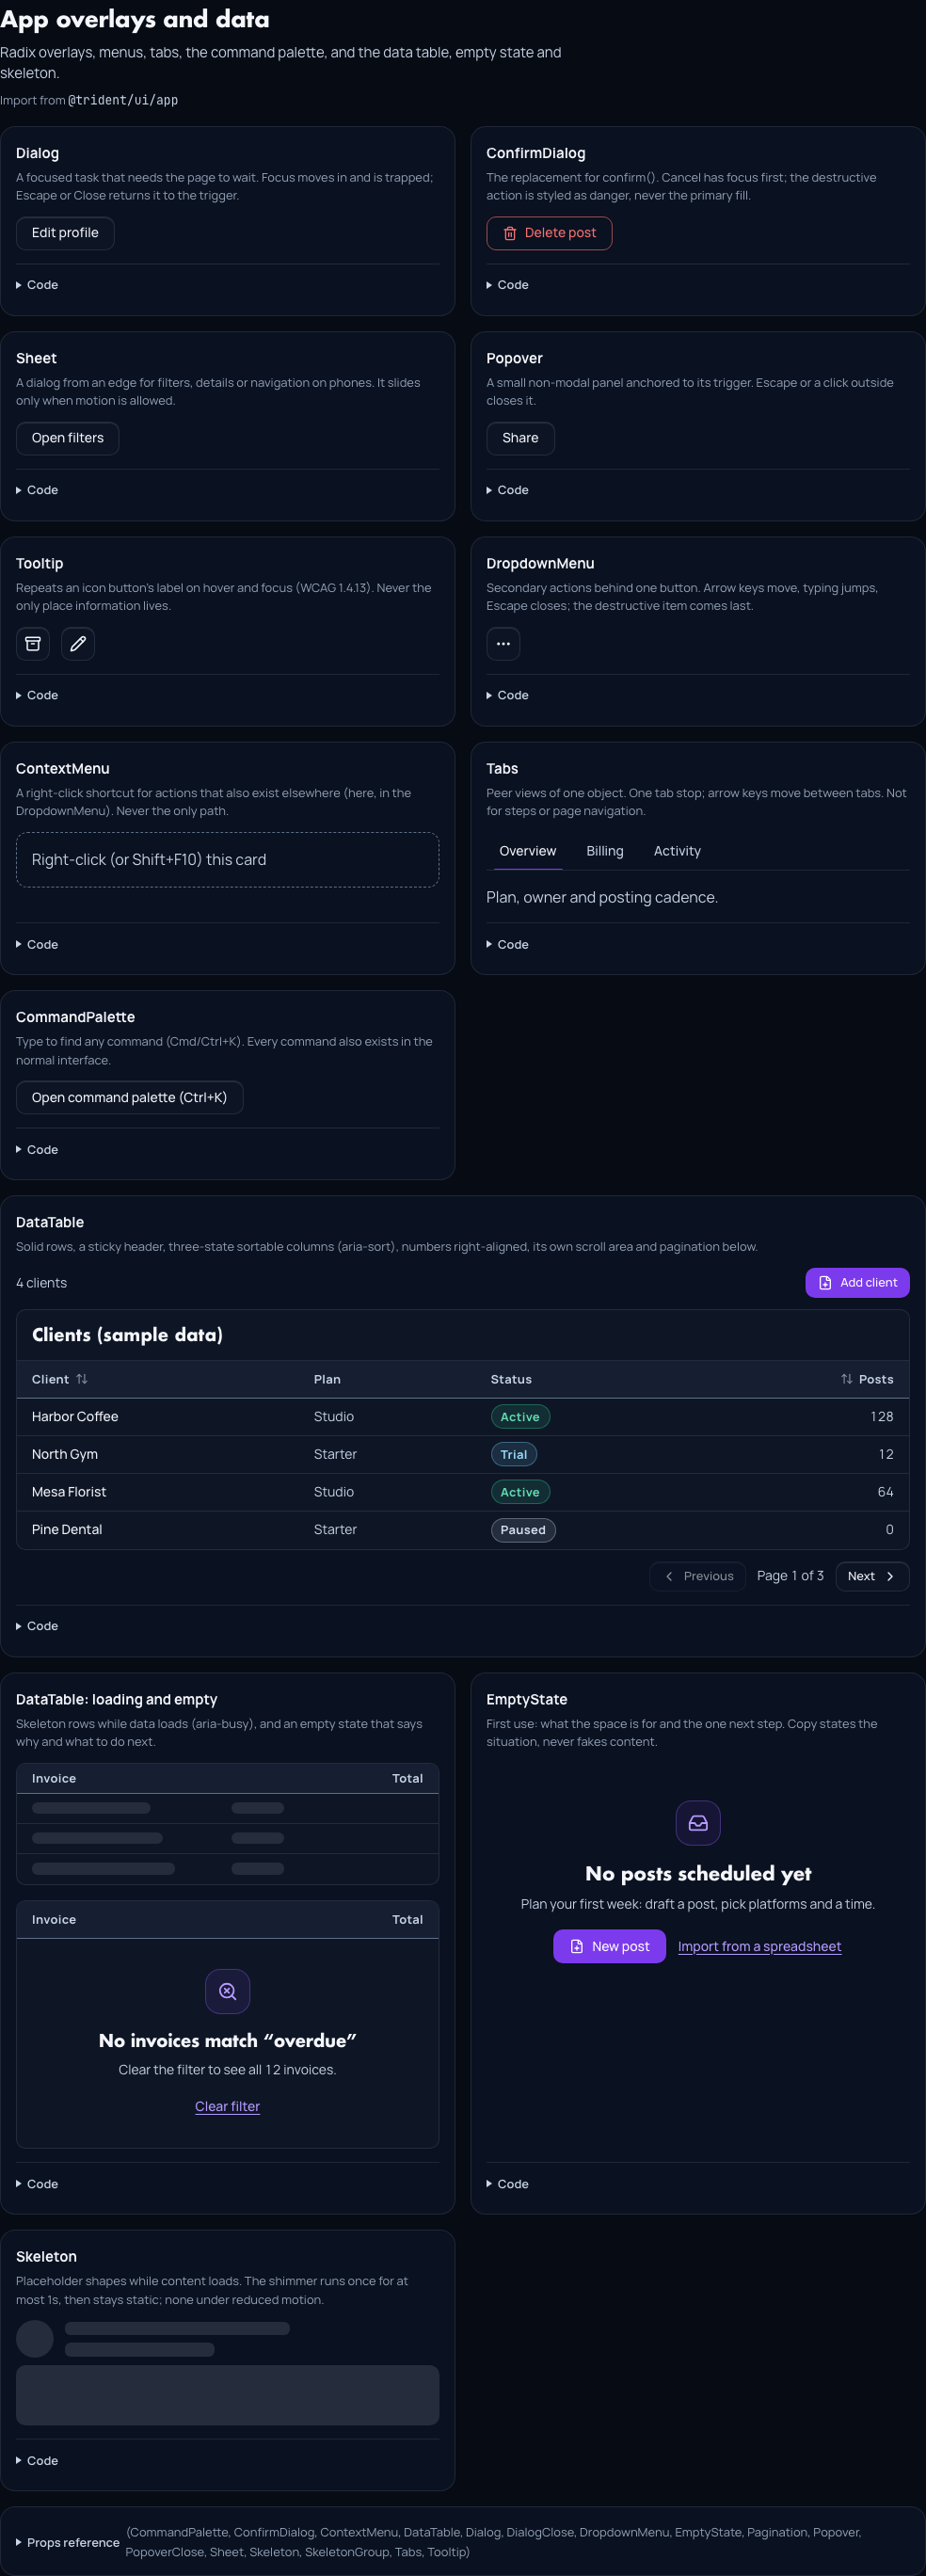 App overlays and data
Radix overlays, menus, tabs, the command palette, and the data table, empty state and
skeleton.
Import from @trident/ui/app
Dialog
A focused task that needs the page to wait. Focus moves in and is trapped;
Escape or Close returns it to the trigger.
Edit profile
Code
ConfirmDialog
The replacement for confirm(). Cancel has focus first; the destructive
action is styled as danger, never the primary fill.
Delete post
Code
Sheet
A dialog from an edge for filters, details or navigation on phones. It slides
only when motion is allowed.
Open filters
Code
Popover
A small non-modal panel anchored to its trigger. Escape or a click outside
closes it.
Share
Code
Tooltip
Repeats an icon button's label on hover and focus (WCAG 1.4.13). Never the
only place information lives.
Code
DropdownMenu
Secondary actions behind one button. Arrow keys move, typing jumps,
Escape closes; the destructive item comes last.
Code
ContextMenu
A right-click shortcut for actions that also exist elsewhere (here, in the
DropdownMenu). Never the only path.
Right-click (or Shift+F10) this card
Code
Tabs
Peer views of one object. One tab stop; arrow keys move between tabs. Not
for steps or page navigation.
Overview Billing Activity
Plan, owner and posting cadence.
Code
CommandPalette
Type to find any command (Cmd/Ctrl+K). Every command also exists in the
normal interface.
Open command palette (Ctrl+K)
Code
DataTable
Solid rows, a sticky header, three-state sortable columns (aria-sort), numbers right-aligned, its own scroll area and pagination below.
4 clients Add client
Clients (sample data)
Client Plan Status Posts
Harbor Coffee Studio Active 128
North Gym Starter Trial 12
Mesa Florist Studio Active 64
Pine Dental Starter Paused 0
Previous Page 1 of 3 Next
Code
DataTable: loading and empty
Skeleton rows while data loads (aria-busy), and an empty state that says
why and what to do next.
Invoice Total
Invoice Total
No invoices match “overdue”
Clear the filter to see all 12 invoices.
Clear filter
Code
EmptyState
First use: what the space is for and the one next step. Copy states the
situation, never fakes content.
No posts scheduled yet
Plan your first week: draft a post, pick platforms and a time.
New post Import from a spreadsheet
Code
Skeleton
Placeholder shapes while content loads. The shimmer runs once for at
most 1s, then stays static; none under reduced motion.
Code
Props reference (CommandPalette, ConfirmDialog, ContextMenu, DataTable, Dialog, DialogClose, DropdownMenu, EmptyState, Pagination, Popover,
PopoverClose, Sheet, Skeleton, SkeletonGroup, Tabs, Tooltip)